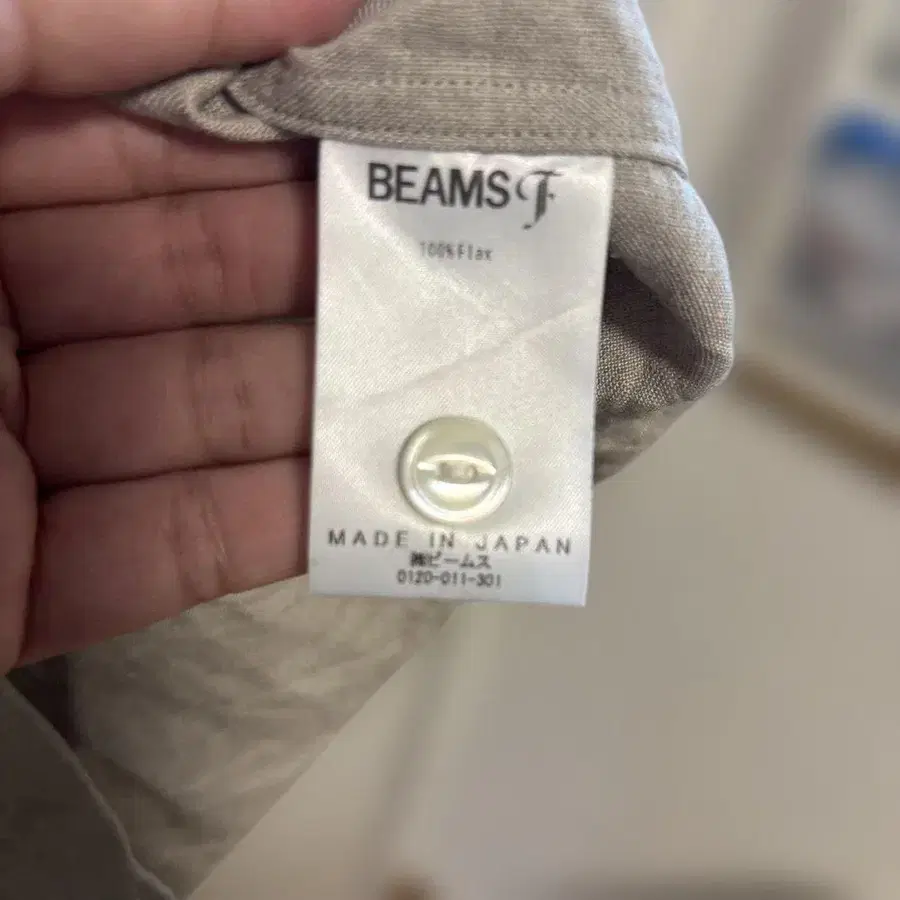 BEAMS F
100%Flax
MADE IN JAPAN
㈱ビームス
0120-011-301